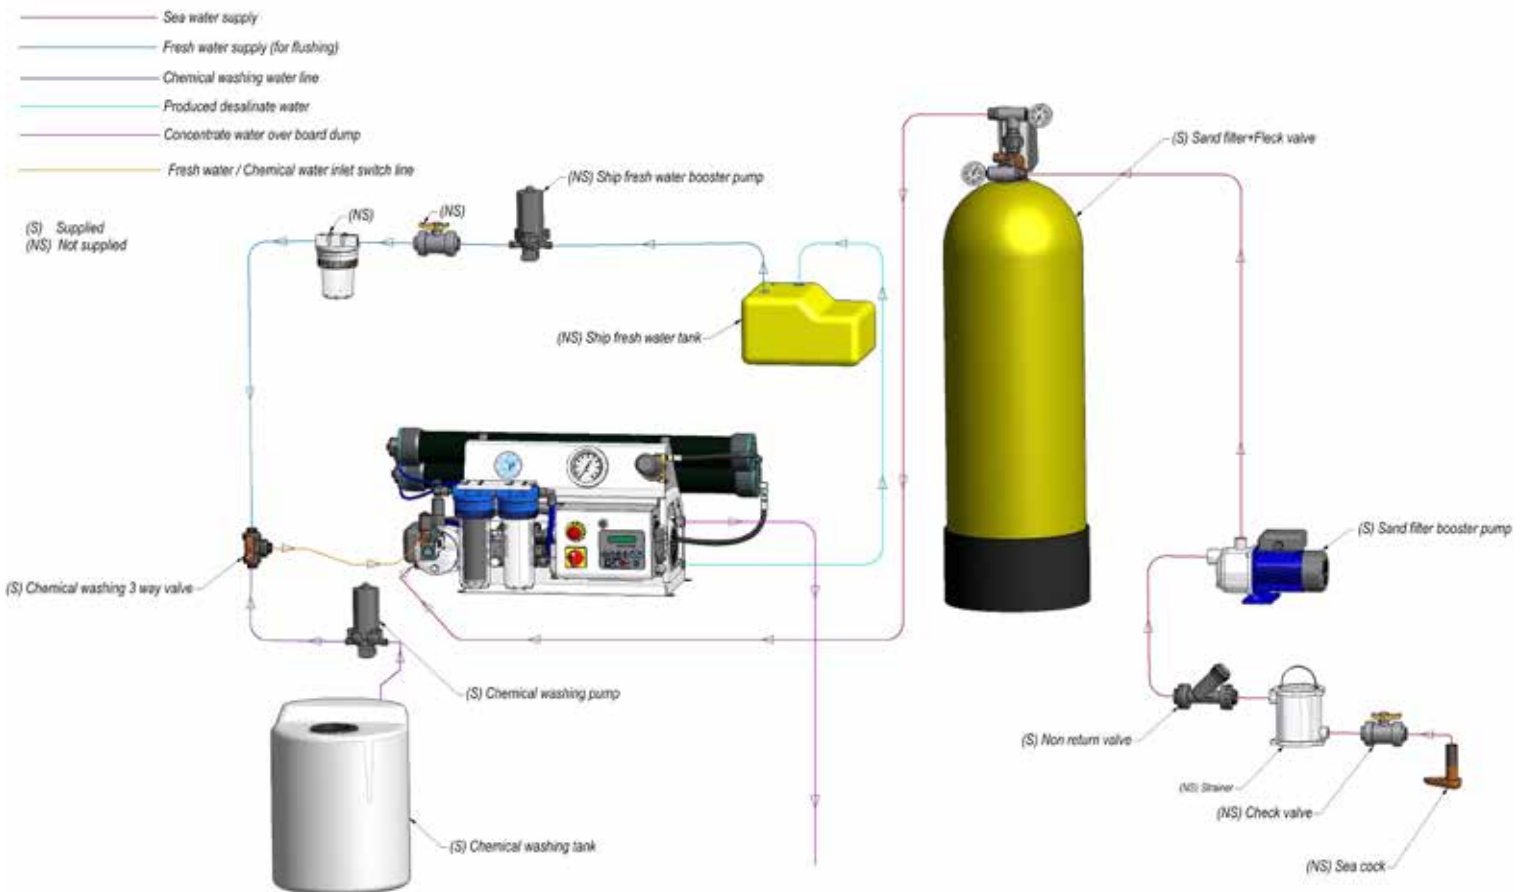 Sea water supply
Fresh water supply (for flushing)
Chemical washing water line
Produced desalinate water
Concentrate water over board dump
Fresh water / Chemical water inlet switch line
(S) Supplied
(NS) Not supplied
(NS)
(NS)
(NS) Ship fresh water booster pump
(S) Sand filter+Fleck valve
(NS) Ship fresh water tank
(S) Sand filter booster pump
(S) Chemical washing 3 way valve
(S) Chemical washing pump
(S) Non return valve
(NS) Strainer
(NS) Check valve
(S) Chemical washing tank
(NS) Sea cock